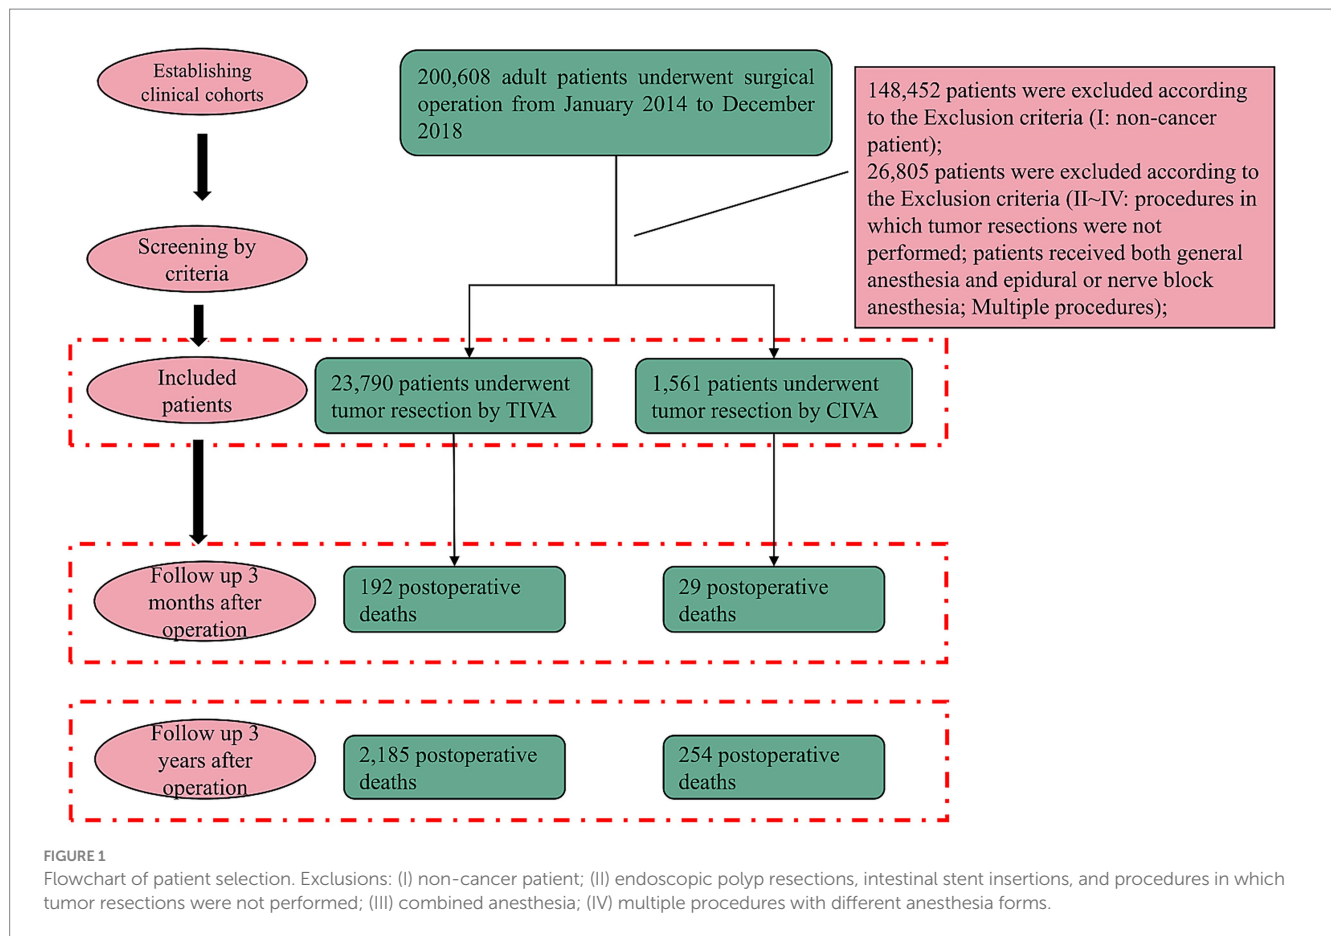 Establishing
clinical cohorts
200,608 adult patients underwent surgical
operation from January 2014 to December
2018
148,452 patients were excluded according
to the Exclusion criteria (I: non-cancer
patient);
26,805 patients were excluded according to
the Exclusion criteria (II~IV: procedures in
which tumor resections were not
performed; patients received both general
anesthesia and epidural or nerve block
anesthesia; Multiple procedures);
Screening by
criteria
Included
patients
23,790 patients underwent
tumor resection by TIVA
1,561 patients underwent
tumor resection by CIVA
Follow up 3
months after
operation
192 postoperative
deaths
29 postoperative
deaths
Follow up 3
years after
operation
2,185 postoperative
deaths
254 postoperative
deaths
FIGURE 1
Flowchart of patient selection. Exclusions: (I) non-cancer patient; (II) endoscopic polyp resections, intestinal stent insertions, and procedures in which
tumor resections were not performed; (III) combined anesthesia; (IV) multiple procedures with different anesthesia forms.